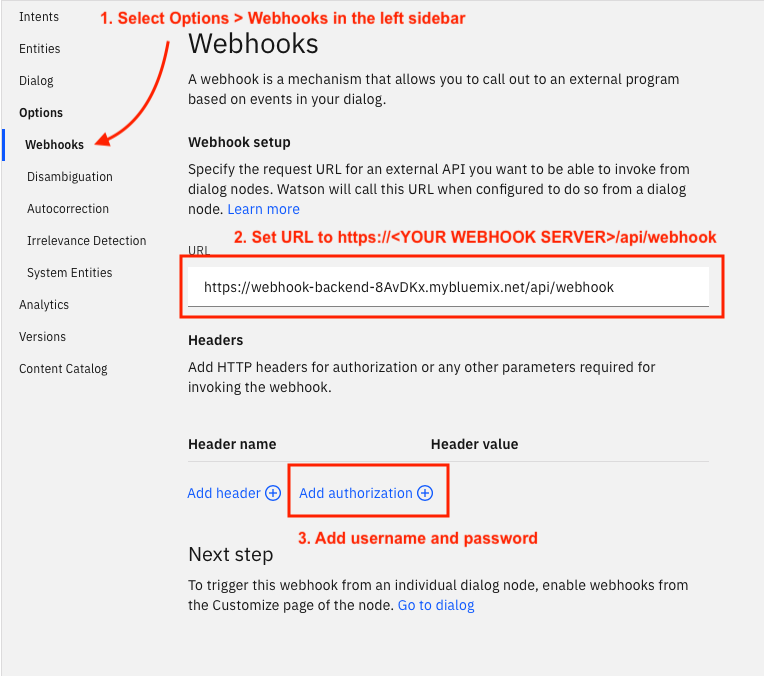 Intents
1. Select Options > Webhooks in the left sidebar
Entities
Dialog
Options
Webhooks
Disambiguation
Autocorrection
Irrelevance Detection
System Entities
Analytics
Versions
Content Catalog
Webhooks
A webhook is a mechanism that allows you to call out to an external program
based on events in your dialog.
Webhook setup
Specify the request URL for an external API you want to be able to invoke from
dialog nodes. Watson will call this URL when configured to do so from a dialog
node. Learn more
2. Set URL to https://<YOUR WEBHOOK SERVER>/api/webhook
URL
https://webhook-backend-8AvDKx.mybluemix.net/api/webhook
Headers
Add HTTP headers for authorization or any other parameters required for
invoking the webhook.
Header name Header value
Add header Add authorization
3. Add username and password
Next step
To trigger this webhook from an individual dialog node, enable webhooks from
the Customize page of the node. Go to dialog